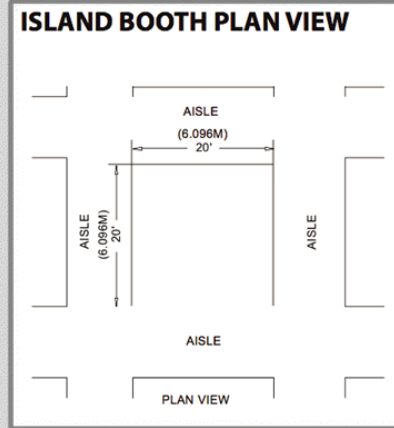 ISLAND BOOTH PLAN VIEW
AISLE
(6.096M)
20'
AISLE
(6.096M)
20'
AISLE
AISLE
PLAN VIEW